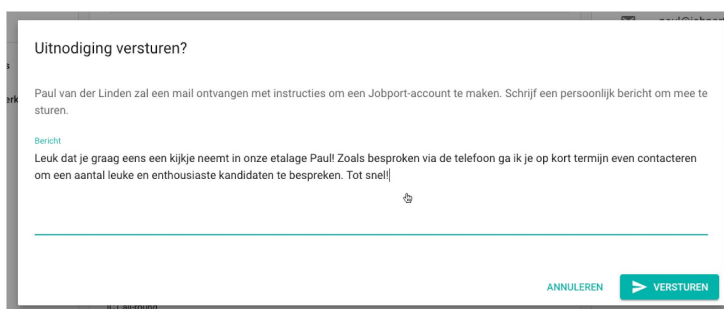 Uitnodiging versturen?
Paul van der Linden zal een mail ontvangen met instructies om een Jobport-account te maken. Schrijf een persoonlijk bericht om mee te
sturen.
Bericht
Leuk dat je graag eens een kijkje neemt in onze etalage Paul! Zoals besproken via de telefoon ga ik je op kort termijn even contacteren
om een aantal leuke en enthousiaste kandidaten te bespreken. Tot snel!
ANNULEREN
VERSTUREN